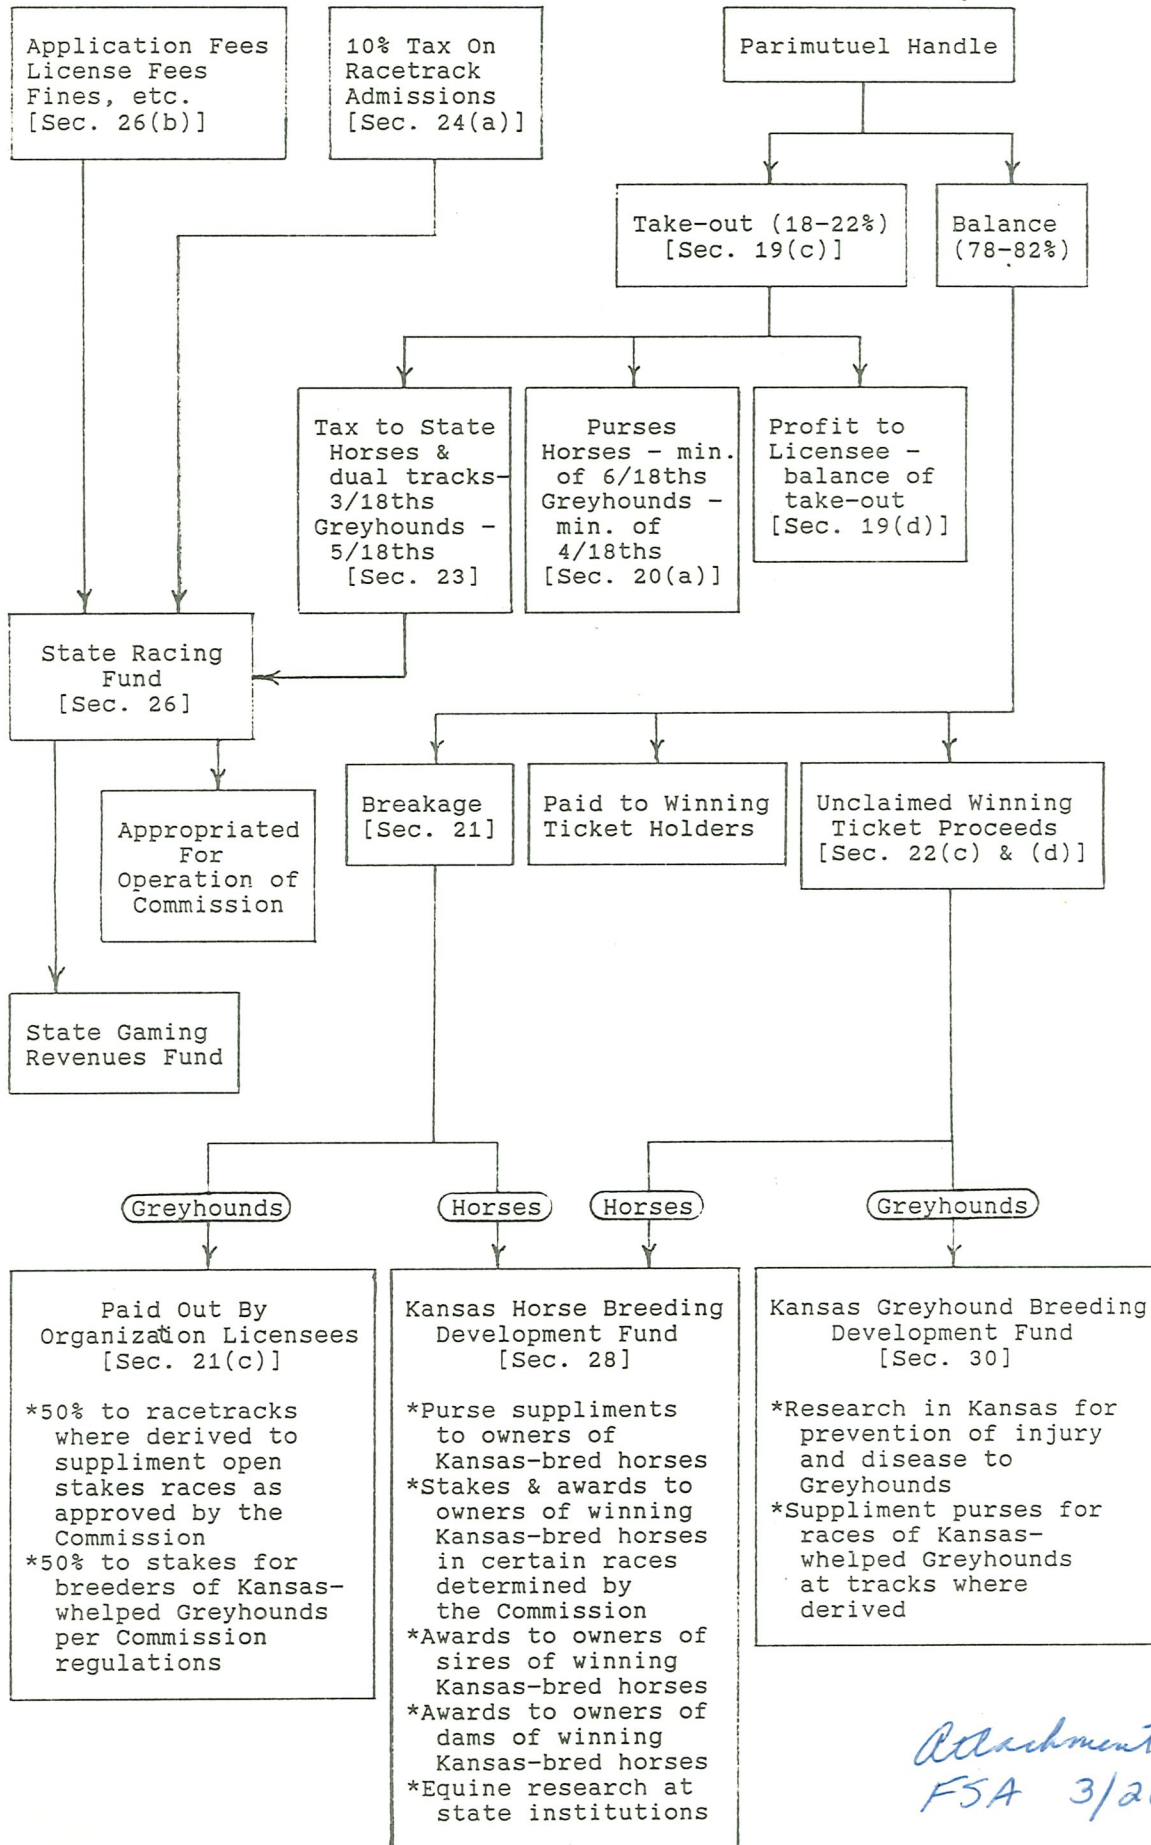 Application Fees
License Fees
Fines, etc.
[Sec. 26(b)]
10% Tax On
Racetrack
Admissions
[Sec. 24(a)]
Parimutuel Handle
Take-out (18-22%)
[Sec. 19(c)]
Balance
(78-82%)
Tax to State
Horses &
dual tracks-
3/18ths
Greyhounds -
5/18ths
[Sec. 23]
Purses
Horses - min.
of 6/18ths
Greyhounds -
min. of
4/18ths
[Sec. 20(a)]
Profit to
Licensee -
balance of
take-out
[Sec. 19(d)]
State Racing
Fund
[Sec. 26]
Breakage
[Sec. 21]
Paid to Winning
Ticket Holders
Unclaimed Winning
Ticket Proceeds
[Sec. 22(c) & (d)]
Appropriated
For
Operation of
Commission
State Gaming
Revenues Fund
Greyhounds
Horses
Horses
Greyhounds
Paid Out By
Organization Licensees
[Sec. 21(c)]
*50% to racetracks
where derived to
suppliment open
stakes races as
approved by the
Commission
*50% to stakes for
breeders of Kansas-
whelped Greyhounds
per Commission
regulations
Kansas Horse Breeding
Development Fund
[Sec. 28]
*Purse suppliments
to owners of
Kansas-bred horses
*Stakes & awards to
owners of winning
Kansas-bred horses
in certain races
determined by
the Commission
*Awards to owners of
sires of winning
Kansas-bred horses
*Awards to owners of
dams of winning
Kansas-bred horses
*Equine research at
state institutions
Kansas Greyhound Breeding
Development Fund
[Sec. 30]
*Research in Kansas for
prevention of injury
and disease to
Greyhounds
*Suppliment purses for
races of Kansas-
whelped Greyhounds
at tracks where
derived
Attachment
FSA